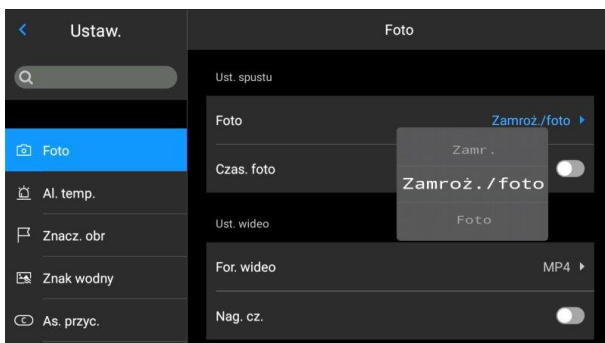 Ustaw.
Foto
Al. temp.
Znacz. obr
Znak wodny
As. przyc.
Foto
Ust. spustu
Foto
Zamroż./foto
Czas. foto
Zamr.
Zamroż./foto
Foto
Ust. wideo
For. wideo
MP4
Nag. cz.